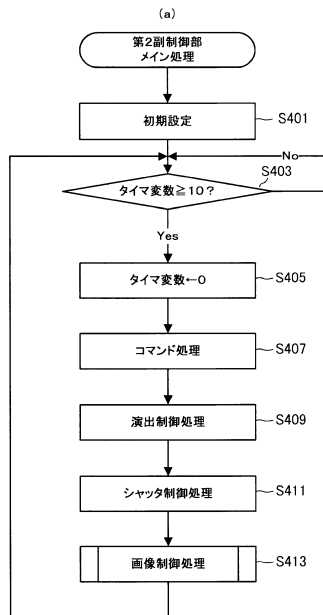 (a)
第2副制御部
メイン処理
初期設定
S401
No
S403
タイマ変数≧10?
Yes
タイマ変数←0
S405
コマンド処理
S407
演出制御処理
S409
シャッタ制御処理
S411
画像制御処理
S413